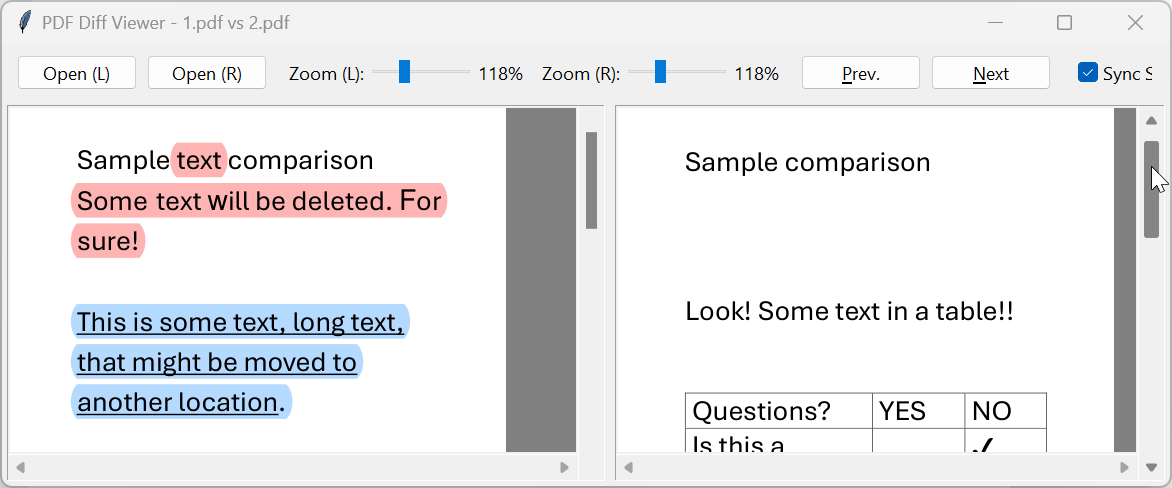 PDF Diff Viewer - 1.pdf vs 2.pdf
Open (L) Open (R) Zoom (L): 118% Zoom (R): 118% Prev. Next Sync S
Sample text comparison
Some text will be deleted. For
sure!
This is some text, long text,
that might be moved to
another location.
Sample comparison
Look! Some text in a table!!
Questions? YES NO
Is this a ✓